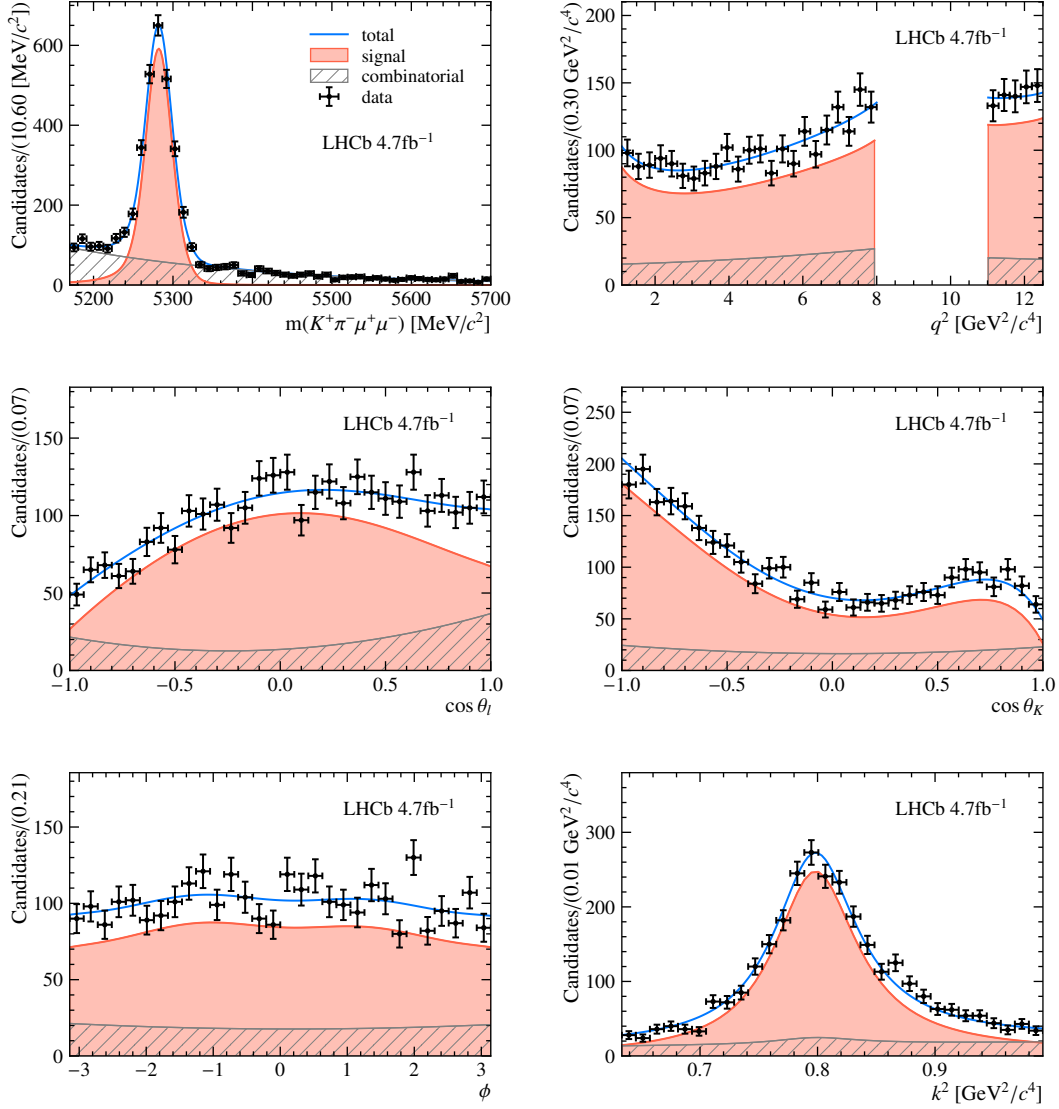 Candidates/(10.60 [MeV/c²])
600
400
200
0
total
signal
combinatorial
data
LHCb 4.7fb⁻¹
5200 5300 5400 5500 5600 5700
m(K⁺π⁻μ⁺μ⁻) [MeV/c²]
Candidates/(0.30 GeV²/c⁴)
200
150
100
50
0
LHCb 4.7fb⁻¹
2 4 6 8 10 12
q² [GeV²/c⁴]
Candidates/(0.07)
150
100
50
0
LHCb 4.7fb⁻¹
−1.0 −0.5 0.0 0.5 1.0
cos θ_l
Candidates/(0.07)
250
200
150
100
50
0
LHCb 4.7fb⁻¹
−1.0 −0.5 0.0 0.5 1.0
cos θ_K
Candidates/(0.21)
150
100
50
0
LHCb 4.7fb⁻¹
−3 −2 −1 0 1 2 3
ϕ
Candidates/(0.01 GeV²/c⁴)
300
200
100
0
LHCb 4.7fb⁻¹
0.7 0.8 0.9
k² [GeV²/c⁴]